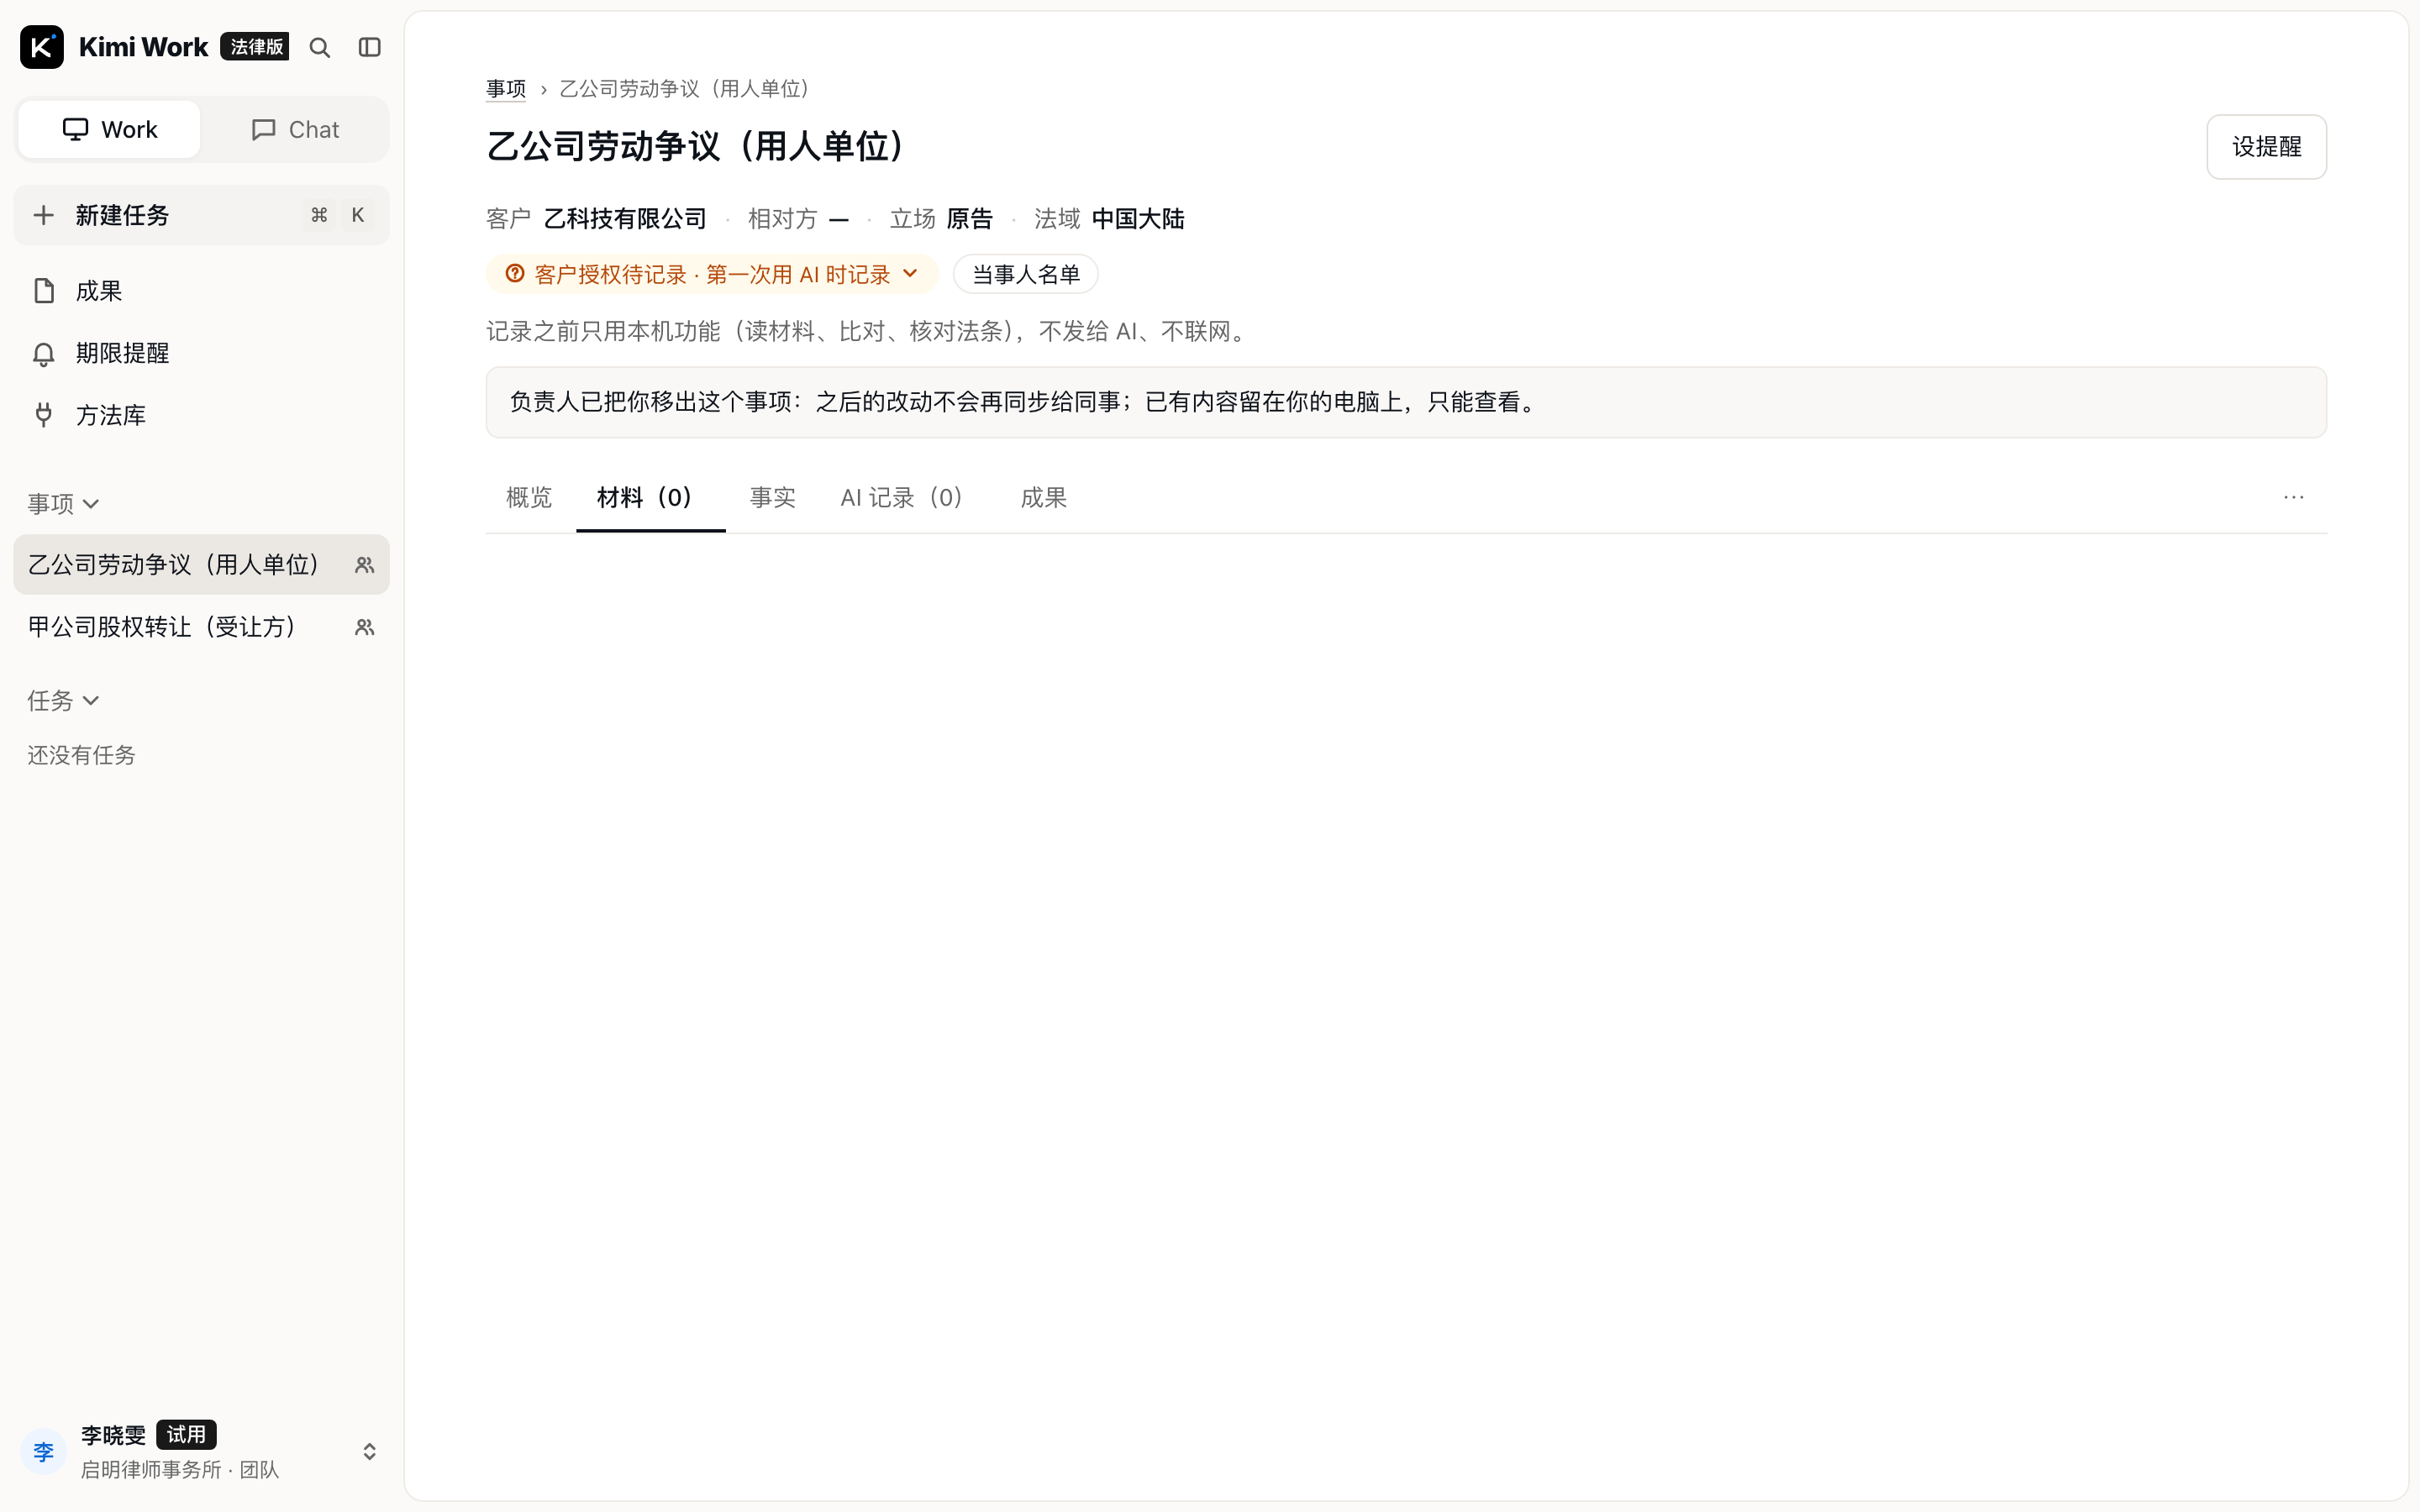 Kimi Work 法律版
Work
Chat
新建任务 ⌘ K
成果
期限提醒
方法库
事项
乙公司劳动争议（用人单位）
甲公司股权转让（受让方）
任务
还没有任务
李
李晓雯 试用
启明律师事务所 · 团队
事项 › 乙公司劳动争议（用人单位）
乙公司劳动争议（用人单位）
设提醒
客户 乙科技有限公司 · 相对方 — · 立场 原告 · 法域 中国大陆
客户授权待记录 · 第一次用 AI 时记录
当事人名单
记录之前只用本机功能（读材料、比对、核对法条），不发给 AI、不联网。
负责人已把你移出这个事项：之后的改动不会再同步给同事；已有内容留在你的电脑上，只能查看。
概览 材料（0） 事实 AI 记录（0） 成果 ···